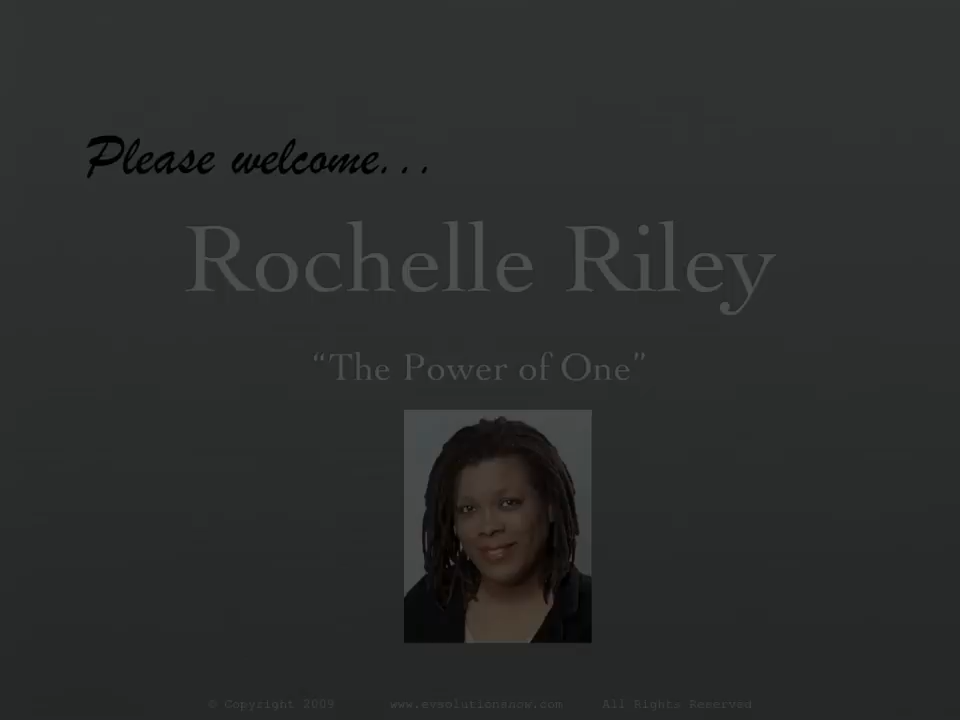 Please welcome...
Rochelle Riley
“The Power of One”
© Copyright 2009 www.evsolutionsnow.com All Rights Reserved